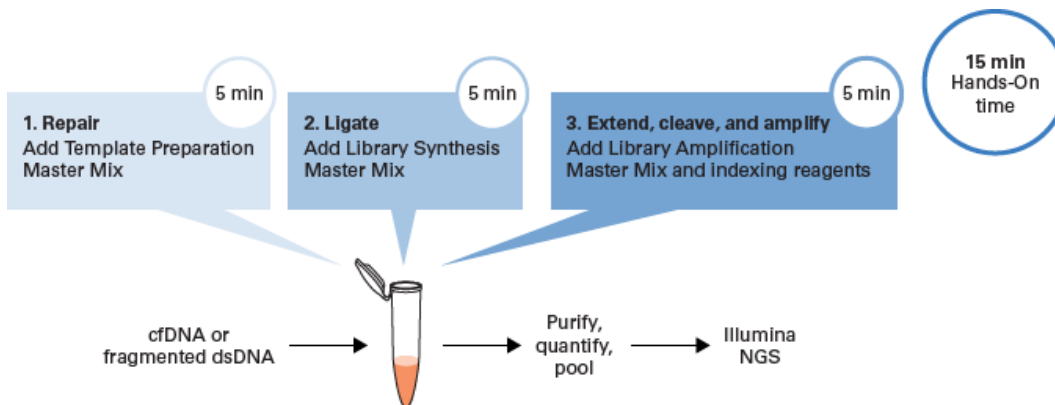 15 min
Hands-On
time
5 min
1. Repair
Add Template Preparation
Master Mix
5 min
2. Ligate
Add Library Synthesis
Master Mix
5 min
3. Extend, cleave, and amplify
Add Library Amplification
Master Mix and indexing reagents
cfDNA or
fragmented dsDNA
Purify,
quantify,
pool
Illumina
NGS